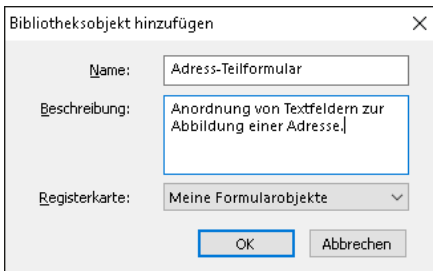 Bibliotheksobjekt hinzufügen
Name:
Adress-Teilformular
Beschreibung:
Anordnung von Textfeldern zur
Abbildung einer Adresse.
Registerkarte:
Meine Formularobjekte
OK
Abbrechen